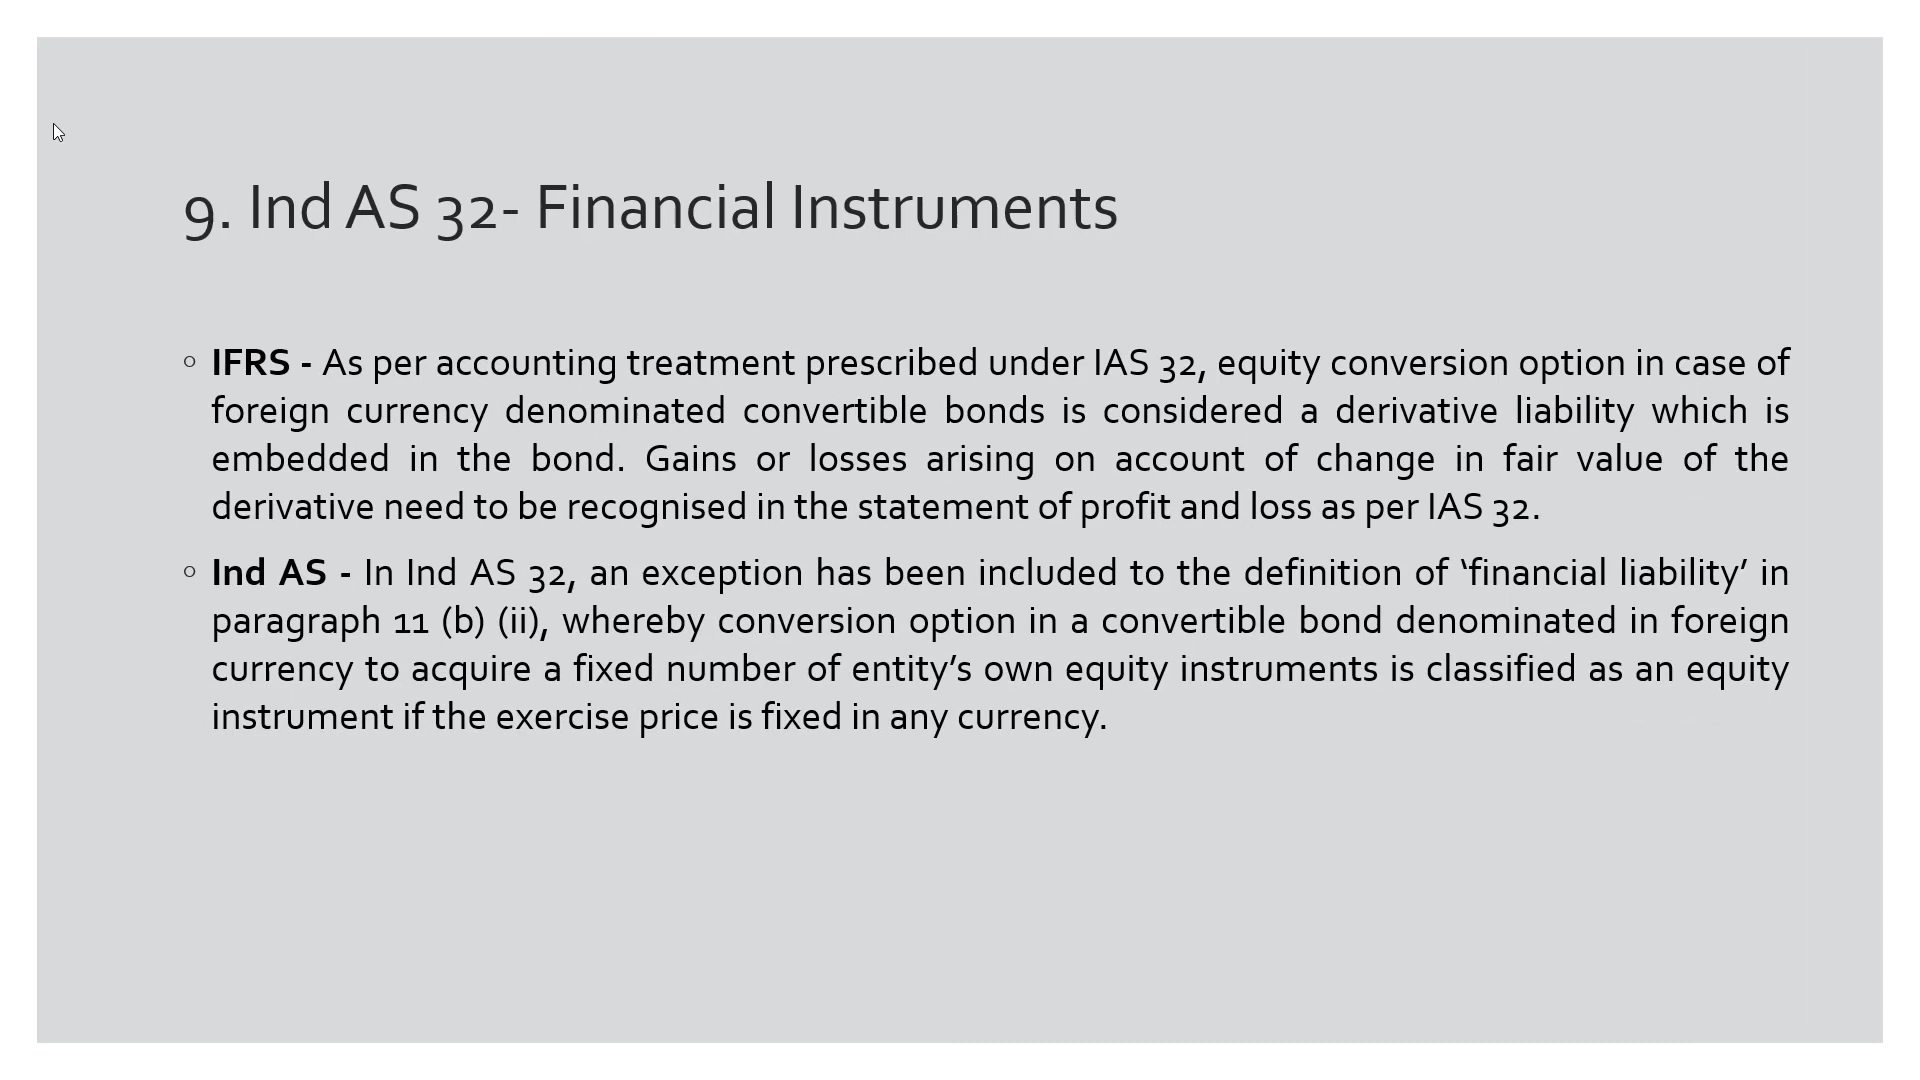 9. Ind AS 32- Financial Instruments
○ IFRS - As per accounting treatment prescribed under IAS 32, equity conversion option in case of
foreign currency denominated convertible bonds is considered a derivative liability which is
embedded in the bond. Gains or losses arising on account of change in fair value of the
derivative need to be recognised in the statement of profit and loss as per IAS 32.
○ Ind AS - In Ind AS 32, an exception has been included to the definition of ‘financial liability’ in
paragraph 11 (b) (ii), whereby conversion option in a convertible bond denominated in foreign
currency to acquire a fixed number of entity’s own equity instruments is classified as an equity
instrument if the exercise price is fixed in any currency.